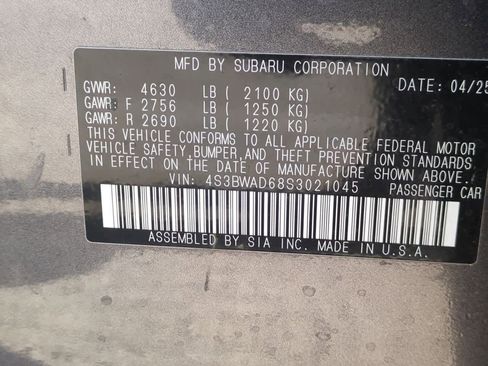 MFD BY SUBARU CORPORATION
DATE: 04/25
GVWR: 4630 LB ( 2100 KG)
GAWR: F 2756 LB ( 1250 KG)
GAWR: R 2690 LB ( 1220 KG)
THIS VEHICLE CONFORMS TO ALL APPLICABLE FEDERAL MOTOR
VEHICLE SAFETY,BUMPER,AND THEFT PREVENTION STANDARDS
IN EFFECT ON THE DATE OF MANUFACTURE SHOWN ABOVE.
VIN: 4S3BWAD68S3021045 PASSENGER CAR
ASSEMBLED BY SIA INC. MADE IN U.S.A.